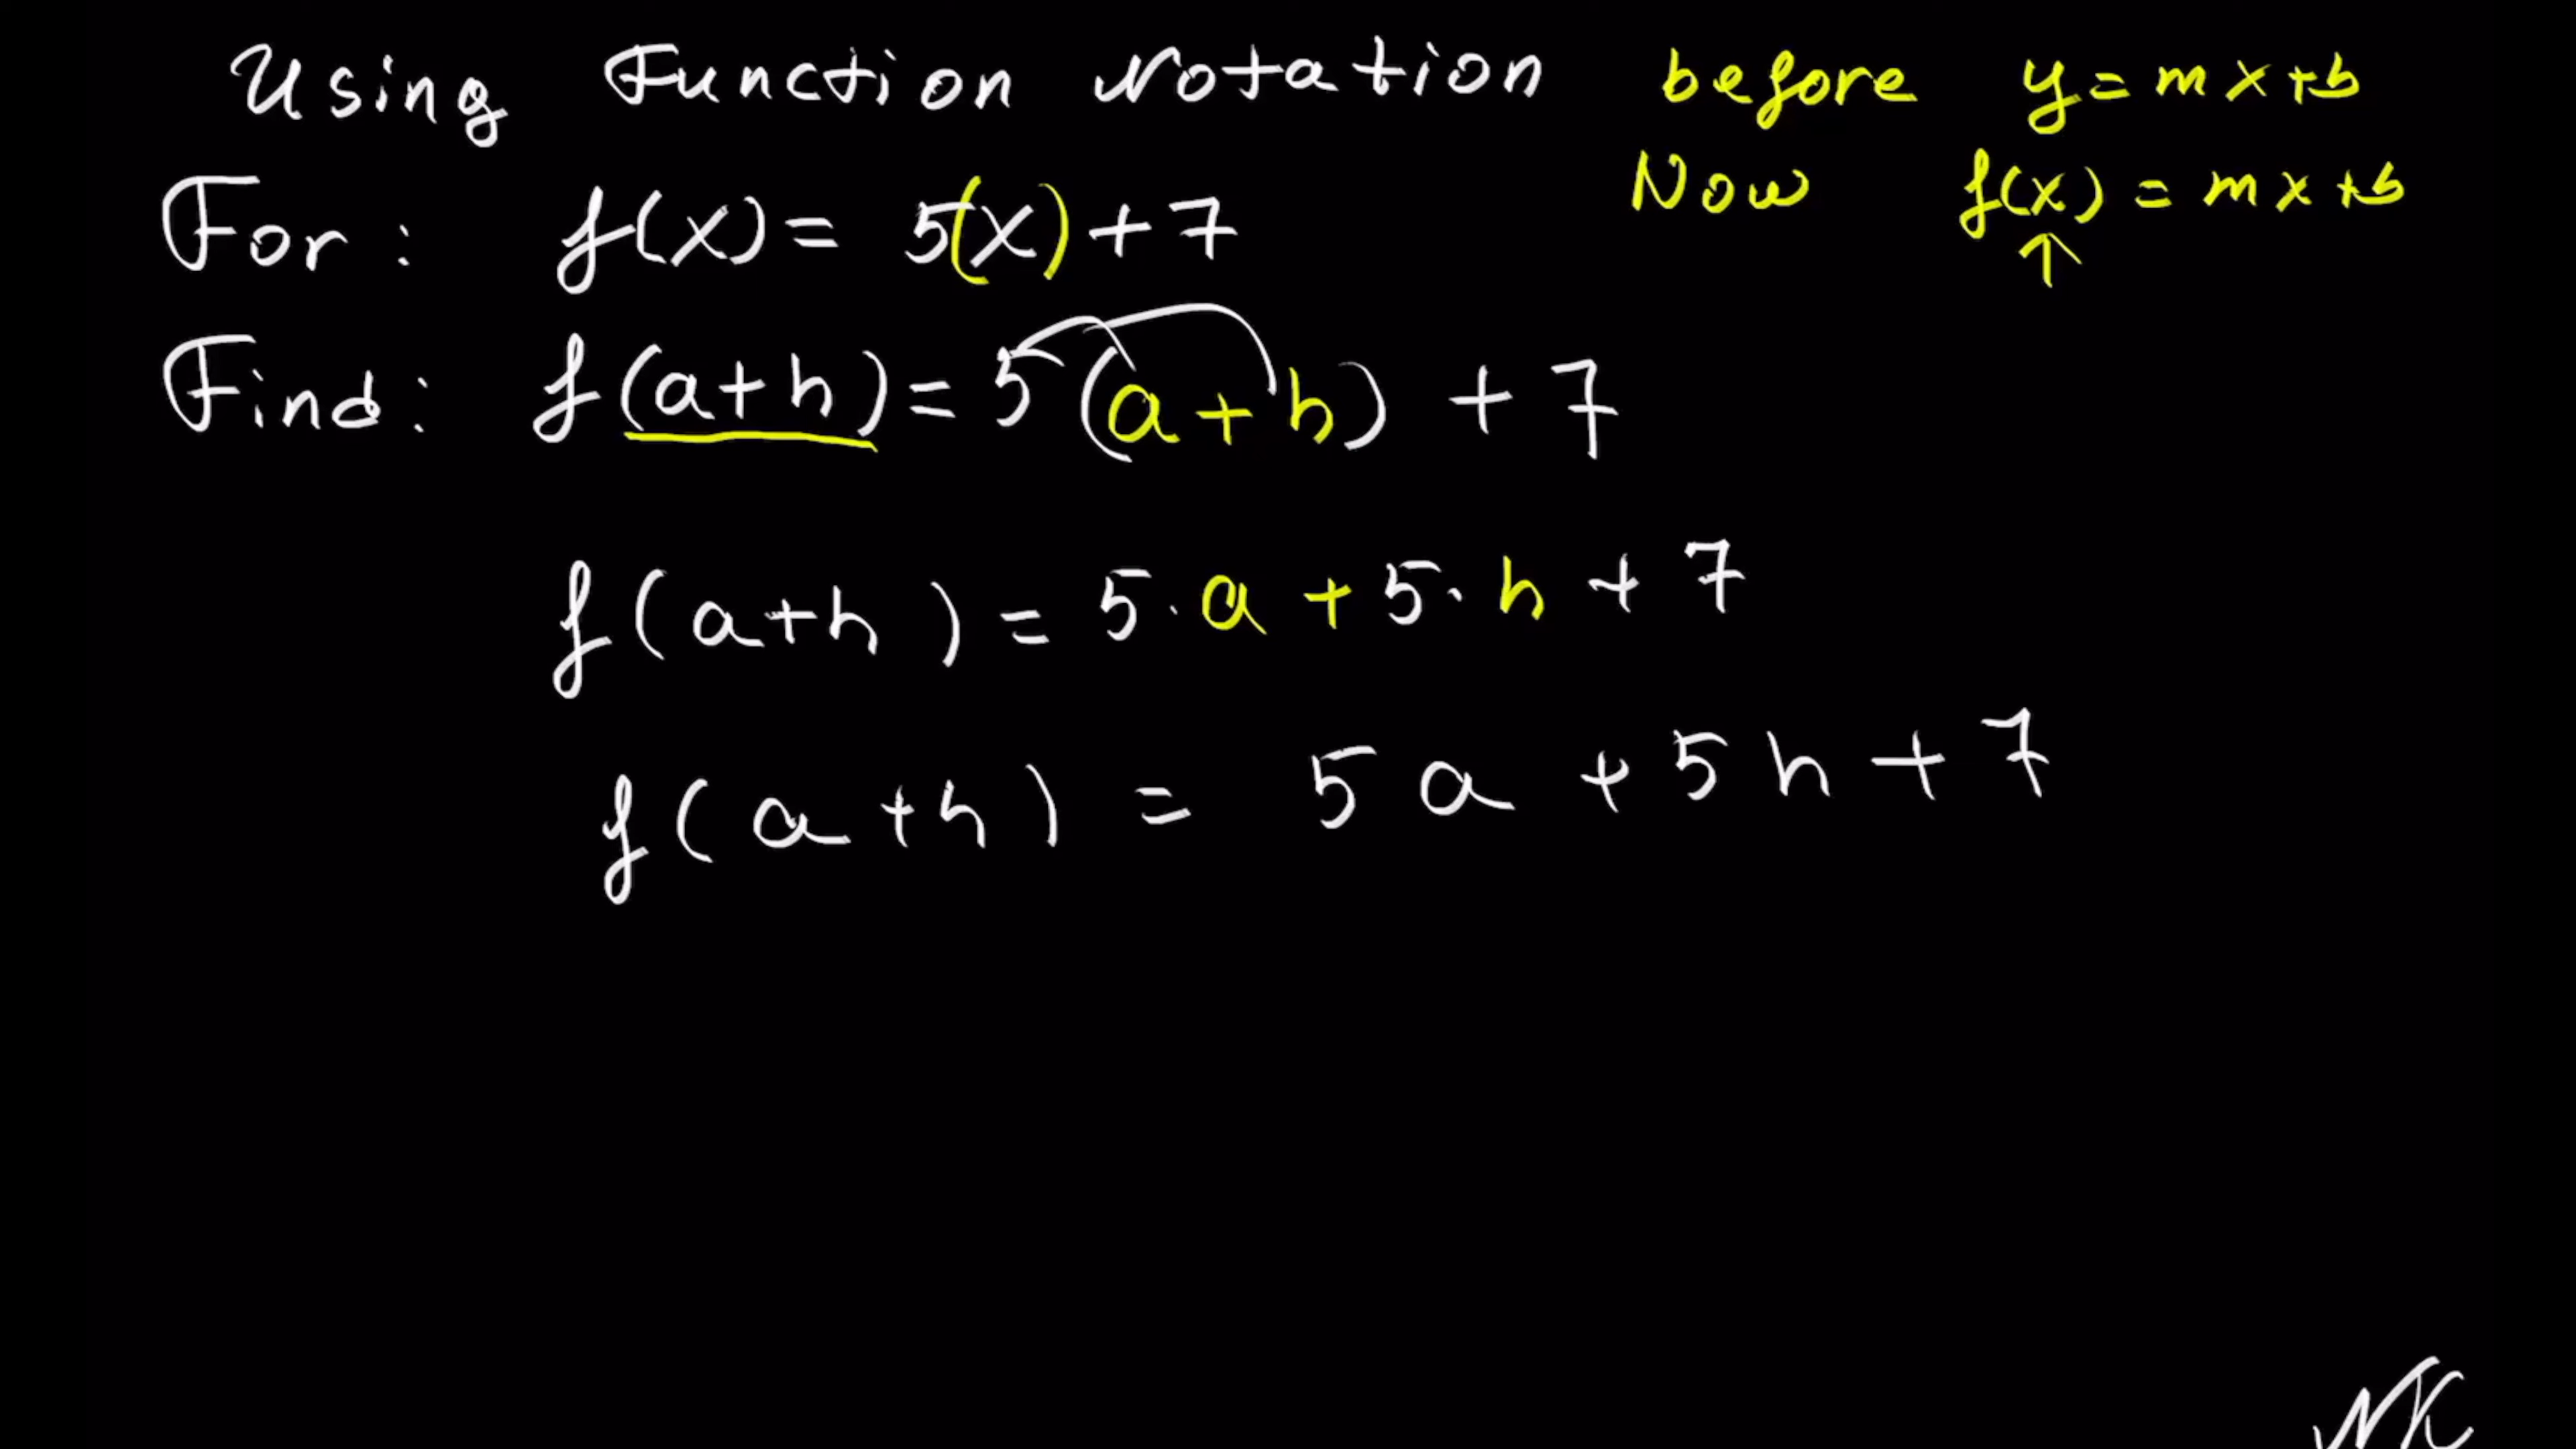 Using Function Notation before y = mx+b
Now f(x) = mx+b
↑
For: f(x) = 5(x)+7
Find: f(a+h) = 5(a+h) + 7
f(a+h) = 5·a + 5·h + 7
f(a+h) = 5a + 5h + 7
NK